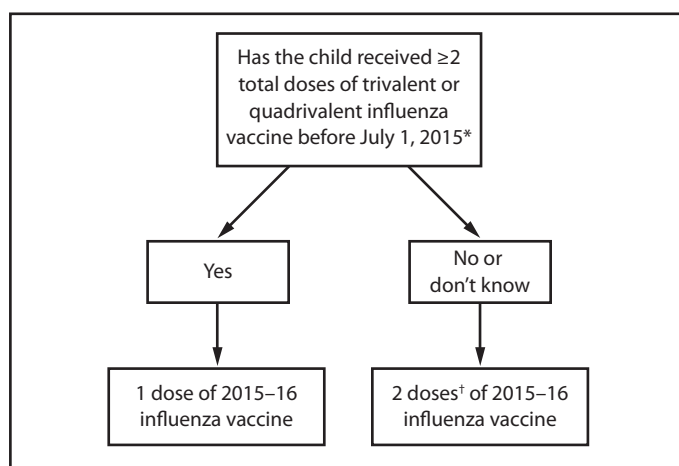 Has the child received ≥2
total doses of trivalent or
quadrivalent influenza
vaccine before July 1, 2015*
Yes
No or
don't know
1 dose of 2015–16
influenza vaccine
2 doses† of 2015–16
influenza vaccine